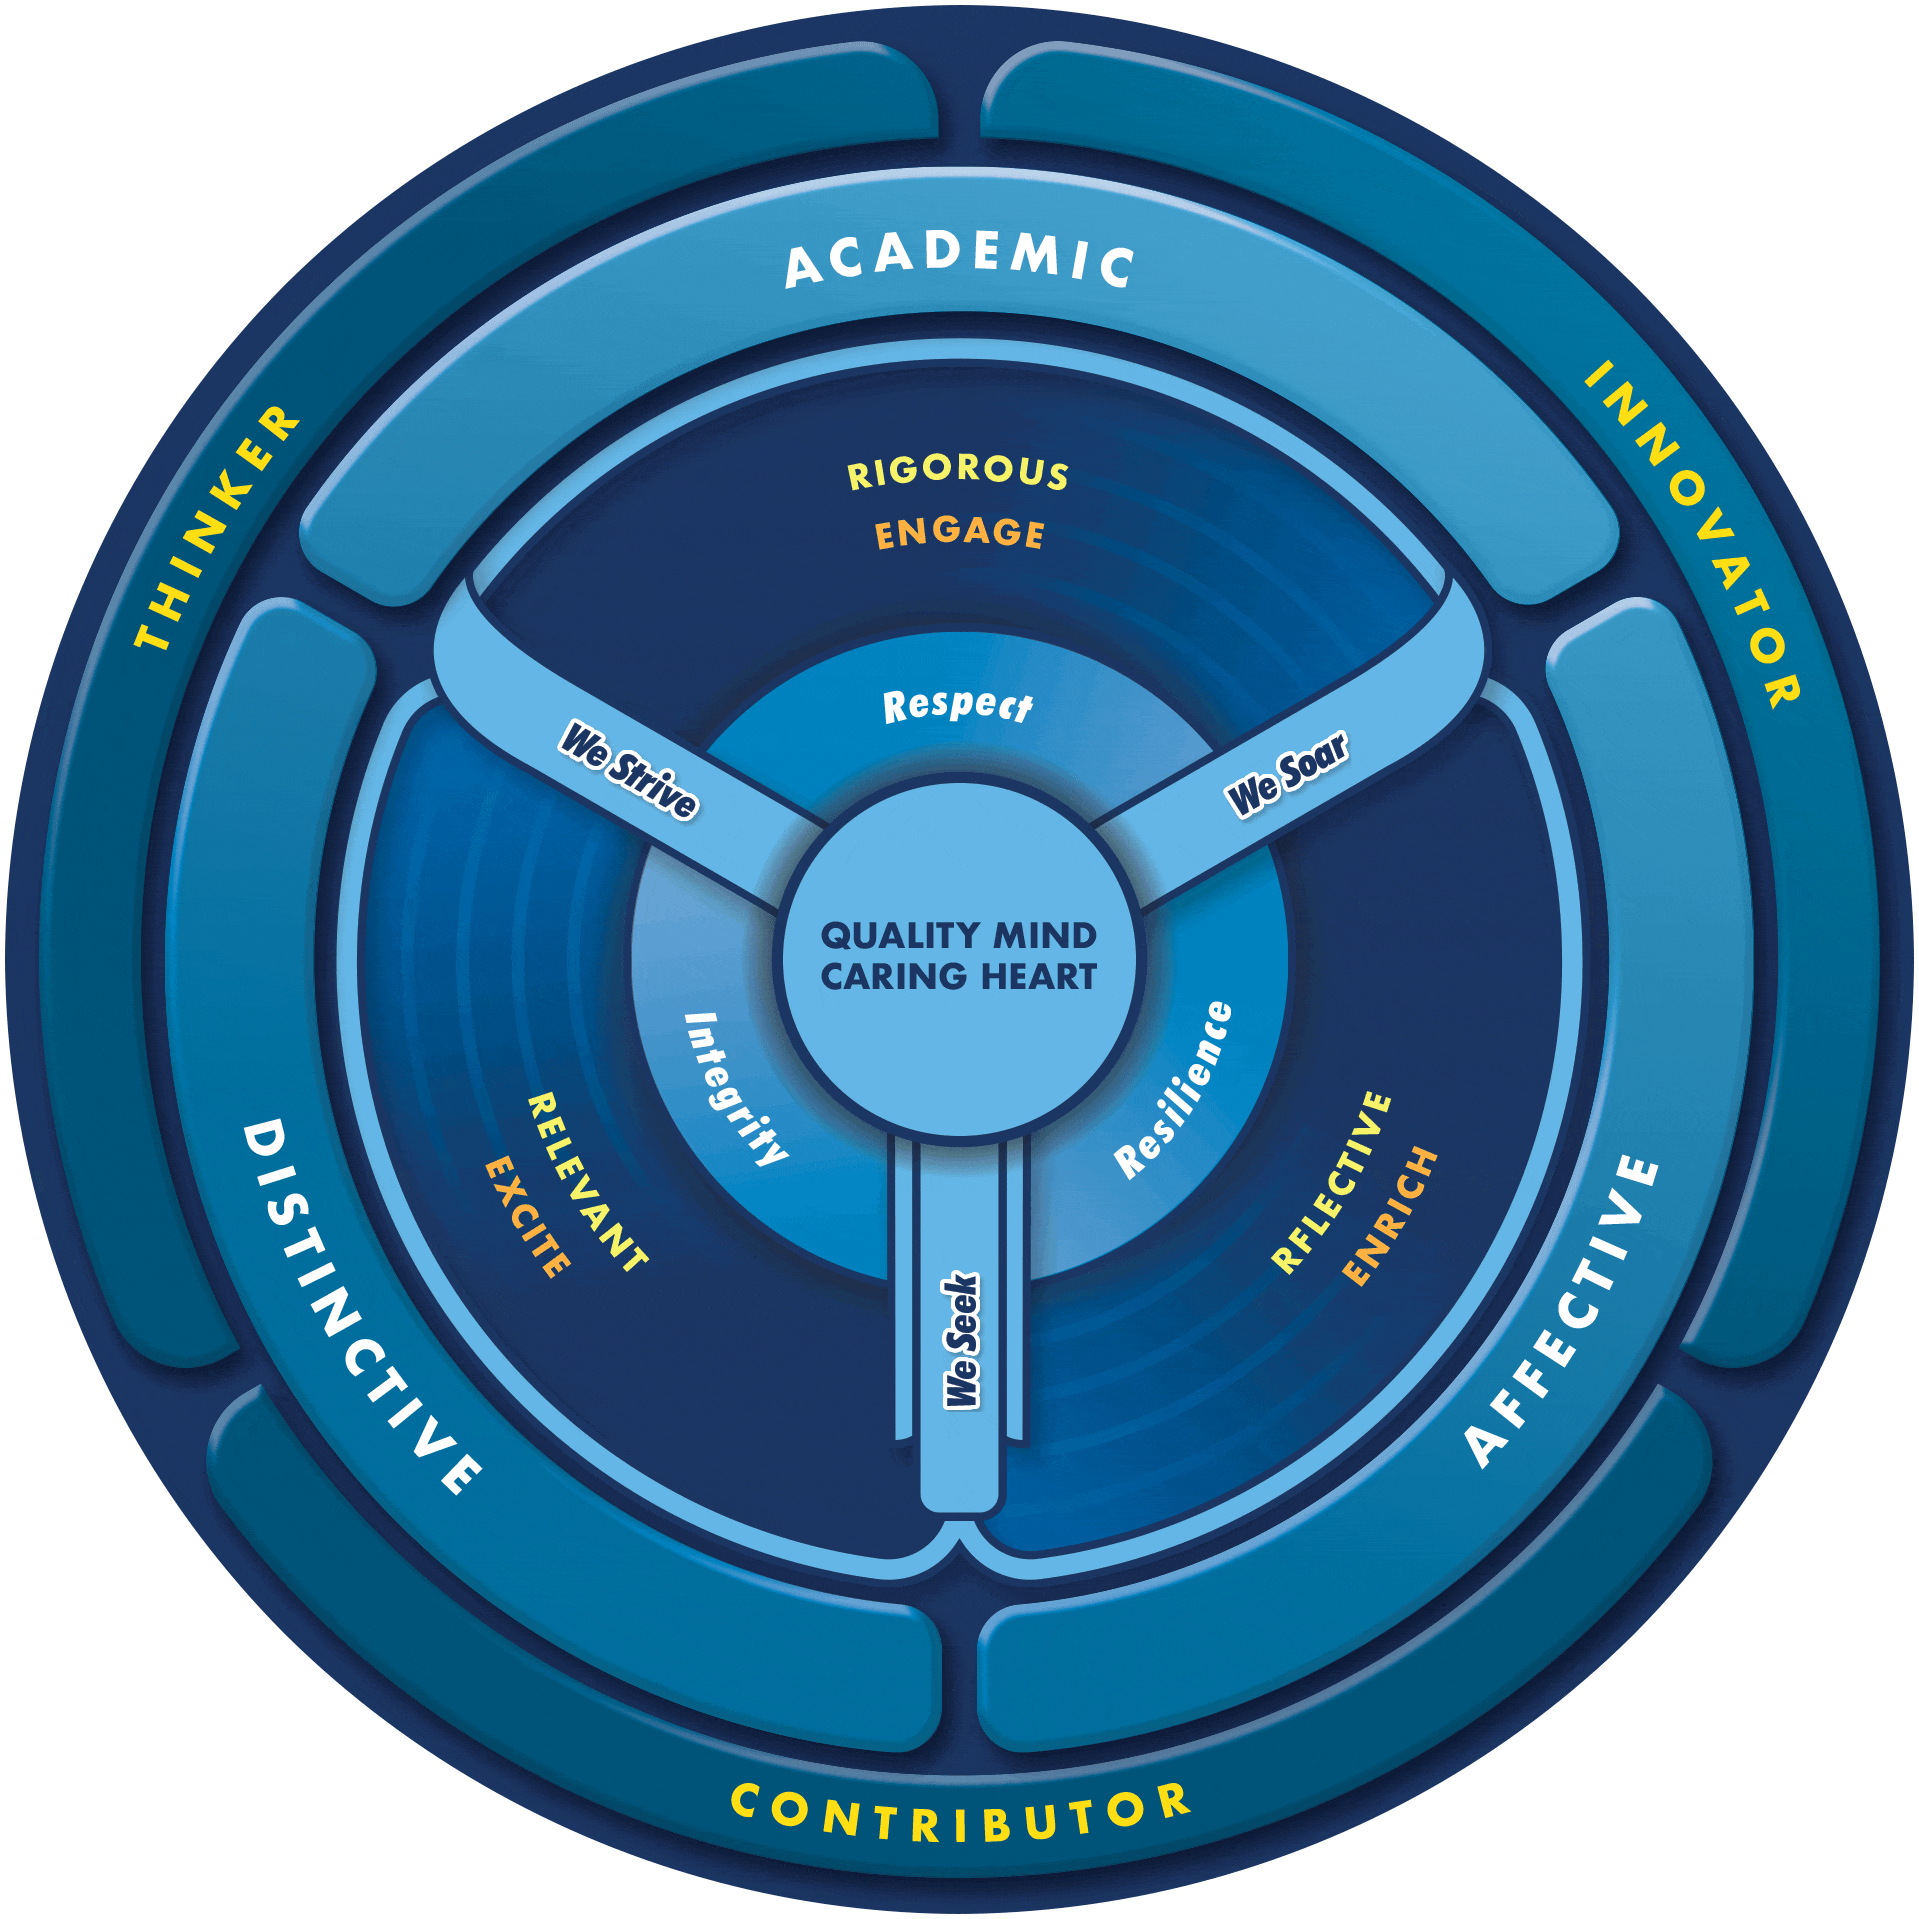 THINKER
INNOVATOR
CONTRIBUTOR
ACADEMIC
DISTINCTIVE
AFFECTIVE
RIGOROUS
ENGAGE
RELEVANT
EXCITE
RFLECTIVE
ENRICH
Respect
Integrity
Resilience
We Strive
We Soar
We Seek
QUALITY MIND
CARING HEART